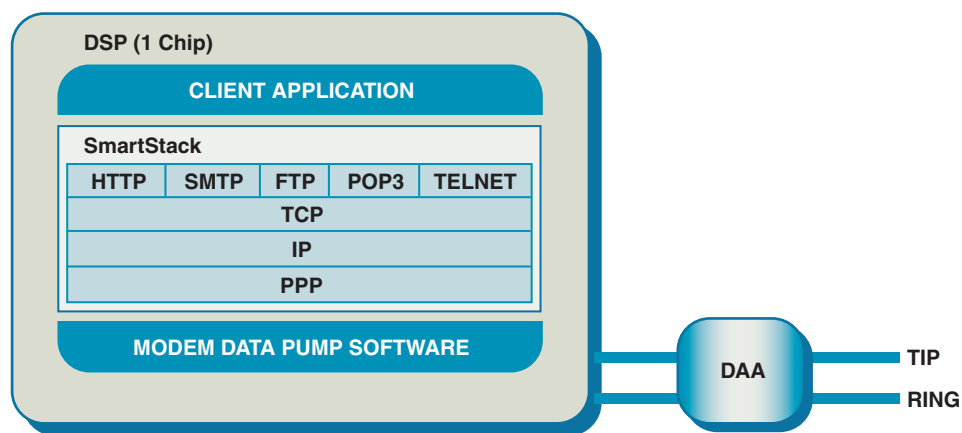 DSP (1 Chip)
CLIENT APPLICATION
SmartStack
HTTP SMTP FTP POP3 TELNET
TCP
IP
PPP
MODEM DATA PUMP SOFTWARE
DAA
TIP
RING